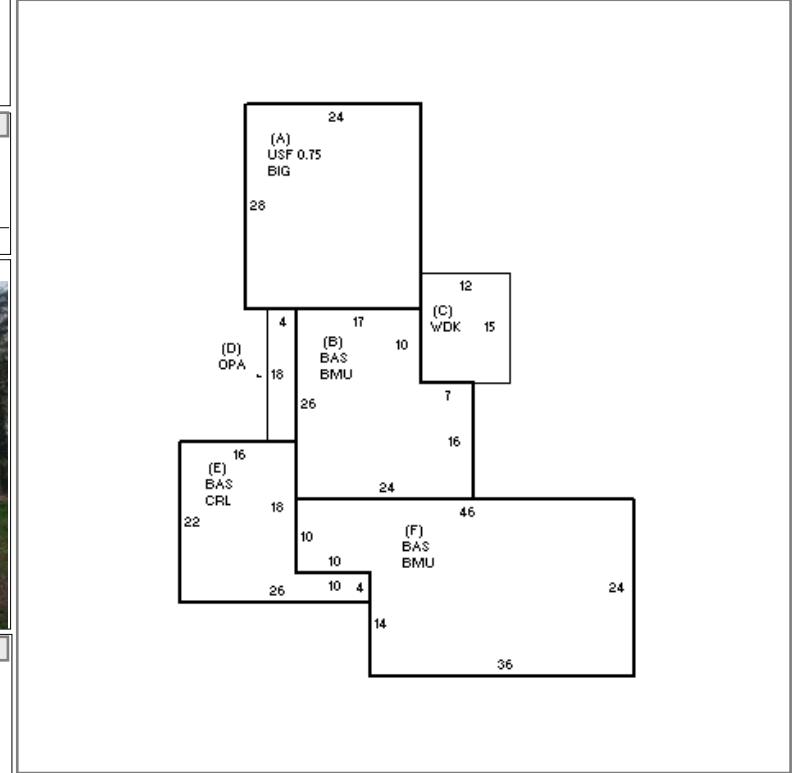 24
(A)
USF 0.75
BIG
28
12
(C)
WDK 15
4
17
10
(B)
BAS
BMU
(D)
OPA
18
26
7
16
16
(E)
BAS
CRL
18
22
24
46
(F)
BAS
BMU
10
10
10 4
26
24
14
36